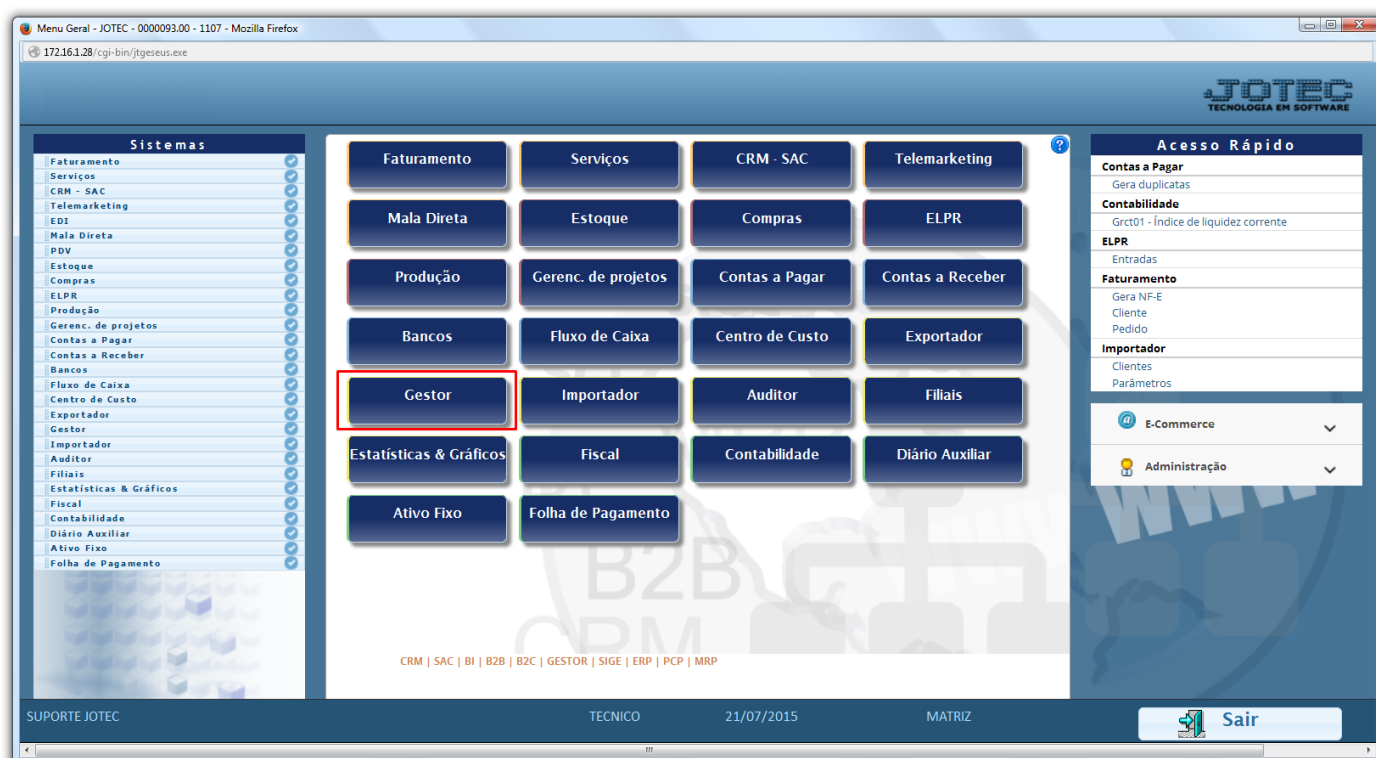 Menu Geral - JOTEC - 0000093.00 - 1107 - Mozilla Firefox
172.16.1.28/cgi-bin/jtgeseus.exe
JOTEC
TECNOLOGIA EM SOFTWARE
Sistemas
Faturamento
Serviços
CRM - SAC
Telemarketing
EDI
Mala Direta
PDV
Estoque
Compras
ELPR
Produção
Gerenc. de projetos
Contas a Pagar
Contas a Receber
Bancos
Fluxo de Caixa
Centro de Custo
Exportador
Gestor
Importador
Auditor
Filiais
Estatísticas & Gráficos
Fiscal
Contabilidade
Diário Auxiliar
Ativo Fixo
Folha de Pagamento
Faturamento Serviços CRM - SAC Telemarketing
Mala Direta Estoque Compras ELPR
Produção Gerenc. de projetos Contas a Pagar Contas a Receber
Bancos Fluxo de Caixa Centro de Custo Exportador
Gestor Importador Auditor Filiais
Estatísticas & Gráficos Fiscal Contabilidade Diário Auxiliar
Ativo Fixo Folha de Pagamento
B2B
CRM
WWW
CRM | SAC | BI | B2B | B2C | GESTOR | SIGE | ERP | PCP | MRP
?
Acesso Rápido
Contas a Pagar
Gera duplicatas
Contabilidade
Grct01 - Índice de liquidez corrente
ELPR
Entradas
Faturamento
Gera NF-E
Cliente
Pedido
Importador
Clientes
Parâmetros
E-Commerce
Administração
SUPORTE JOTEC TECNICO 21/07/2015 MATRIZ Sair